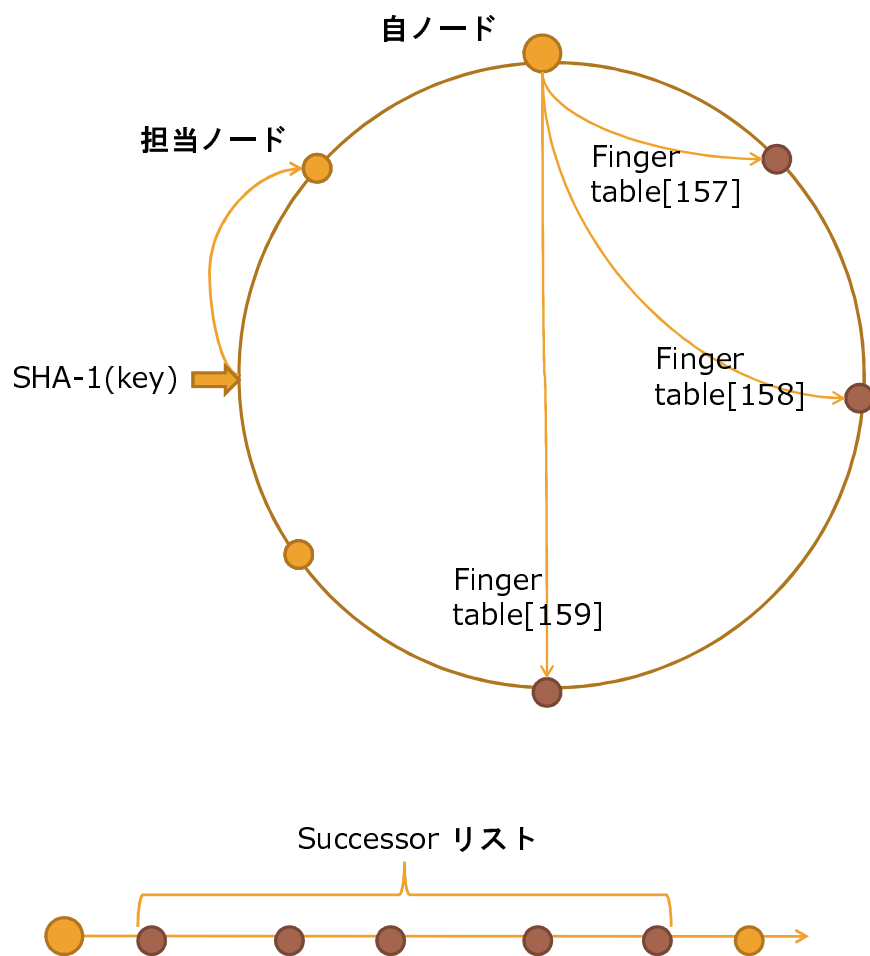 自ノード
担当ノード
Finger
table[157]
Finger
table[158]
SHA-1(key)
Finger
table[159]
Successor リスト